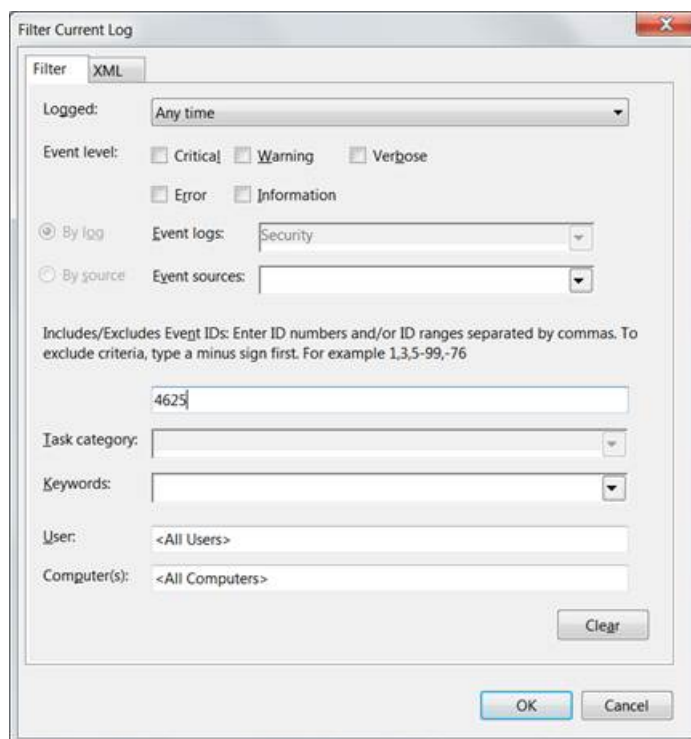 Filter Current Log
Filter XML
Logged: Any time
Event level: Critical Warning Verbose
Error Information
By log Event logs: Security
By source Event sources:
Includes/Excludes Event IDs: Enter ID numbers and/or ID ranges separated by commas. To
exclude criteria, type a minus sign first. For example 1,3,5-99,-76
4625
Task category:
Keywords:
User: <All Users>
Computer(s): <All Computers>
Clear
OK Cancel